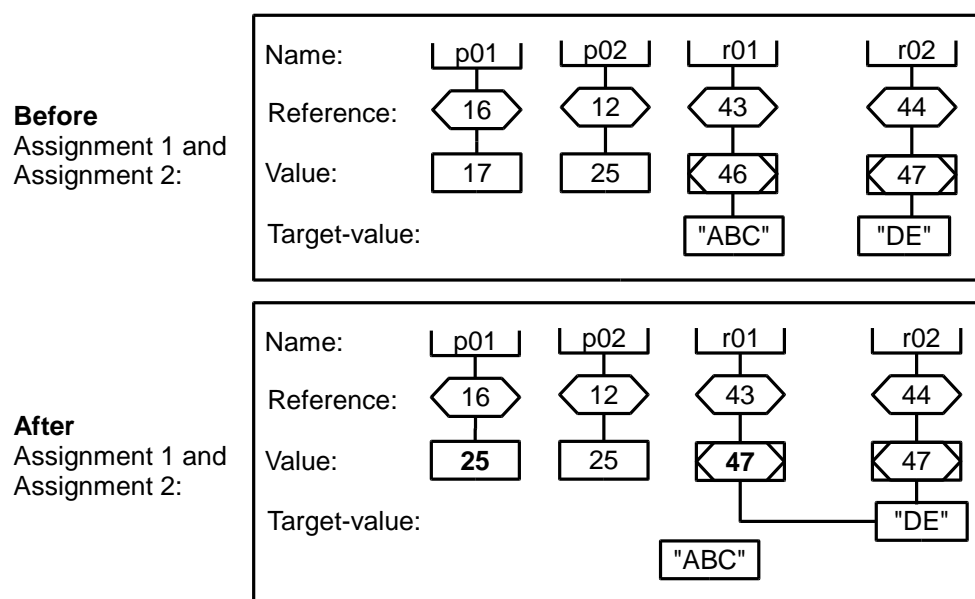 Before
Assignment 1 and
Assignment 2:
Name: p01 p02 r01 r02
Reference: 16 12 43 44
Value: 17 25 46 47
Target-value: "ABC" "DE"
After
Assignment 1 and
Assignment 2:
Name: p01 p02 r01 r02
Reference: 16 12 43 44
Value: 25 25 47 47
Target-value: "DE"
"ABC"